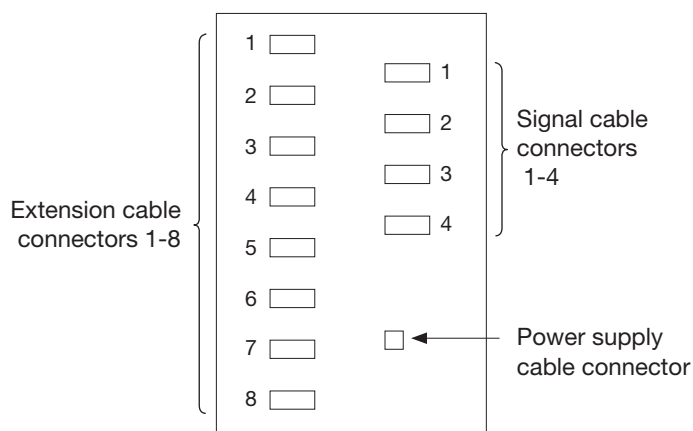 Extension cable
connectors 1-8
1
2
3
4
5
6
7
8
1
2
3
4
Signal cable
connectors
1-4
Power supply
cable connector